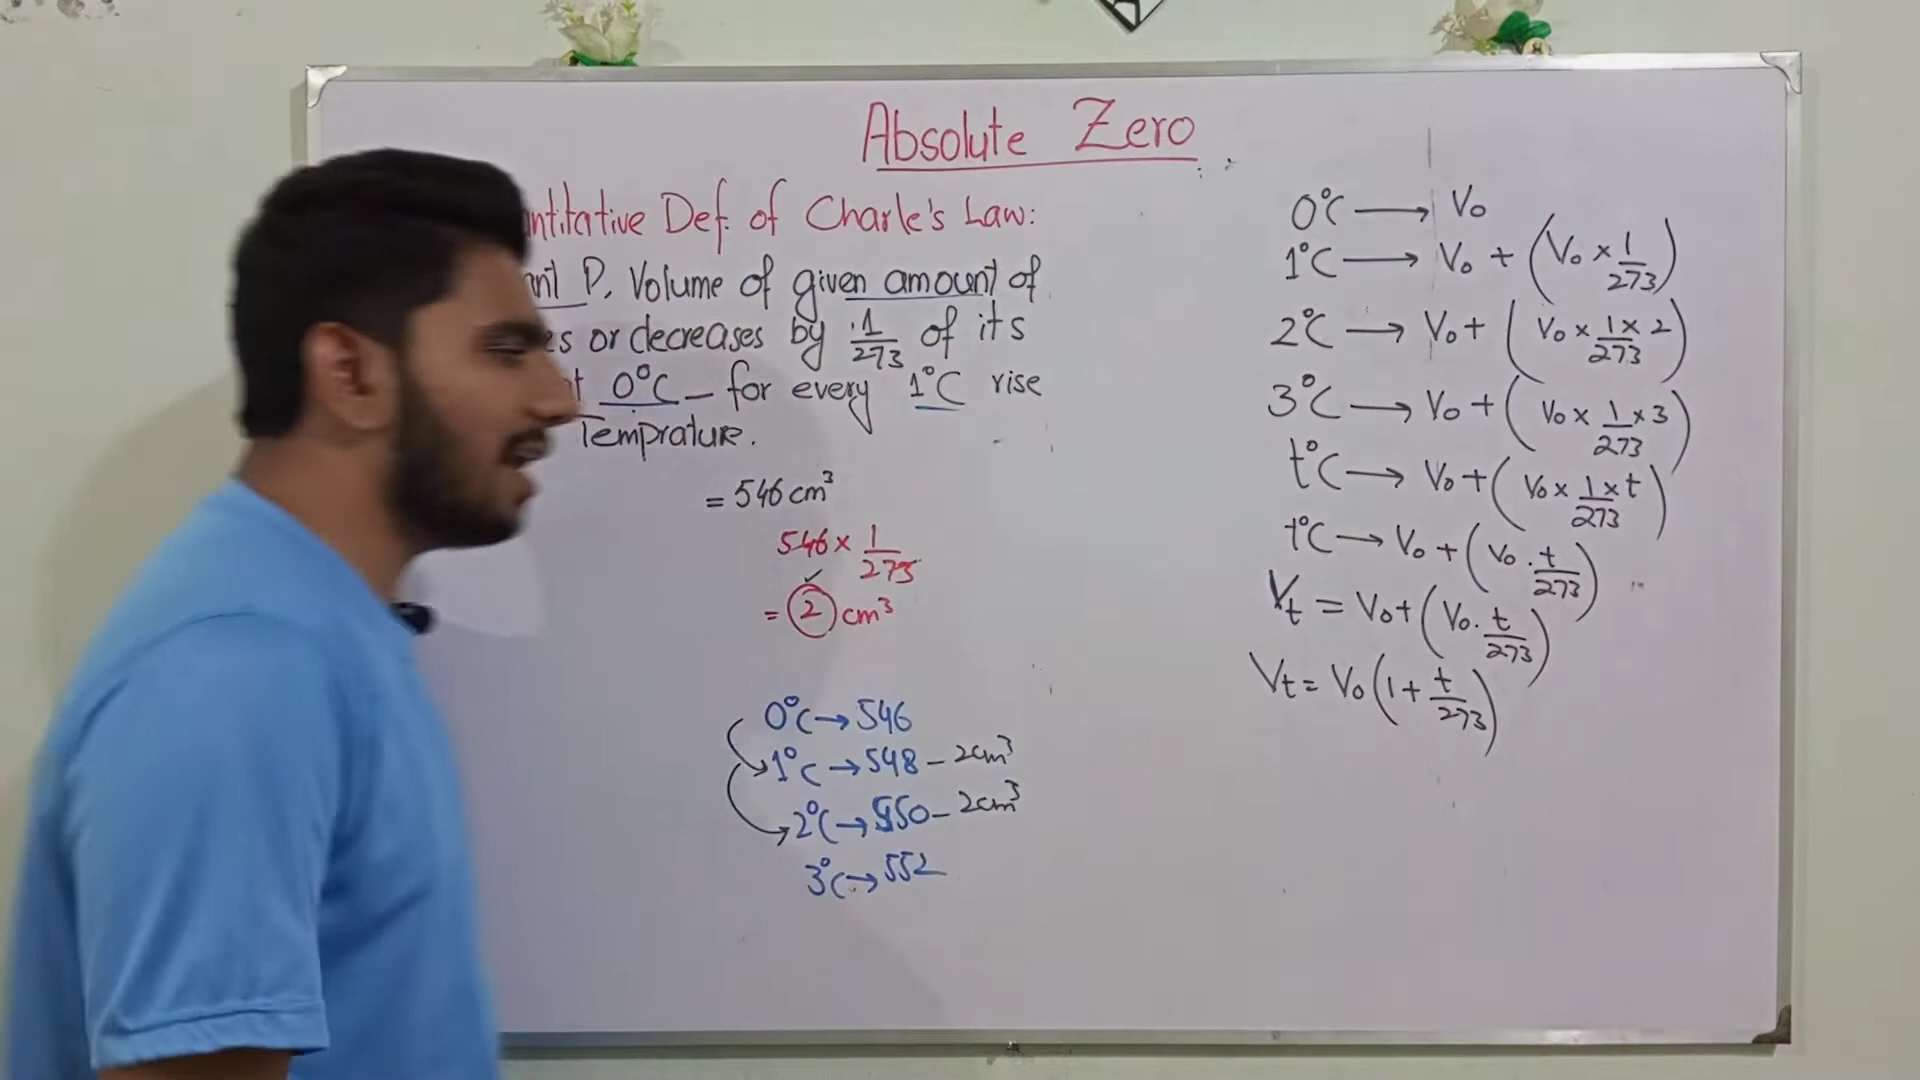 Absolute Zero
Def. of Charle's Law:
P, Volume of given amount of
or decreases by 1/273 of its
0°C – for every 1°C rise
Temprature.
= 546 cm³
546 × 1/273
= 2 cm³
0°C → 546
1°C → 548 – 2cm³
2°C → 550 – 2cm³
3°C → 552
0°C → V₀
1°C → V₀ + (V₀ × 1/273)
2°C → V₀ + (V₀ × 1/273 × 2)
3°C → V₀ + (V₀ × 1/273 × 3)
t°C → V₀ + (V₀ × 1/273 × t)
t°C → V₀ + (V₀ . t/273)
Vt = V₀ + (V₀ . t/273)
Vt = V₀ (1 + t/273)